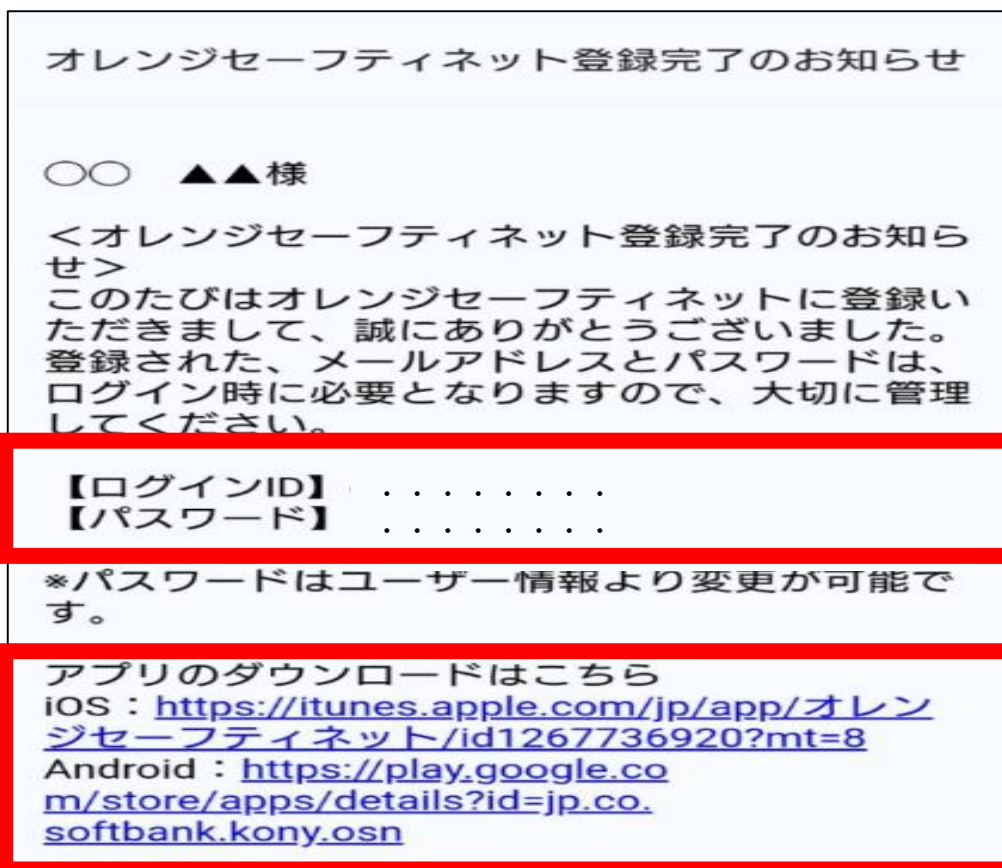 オレンジセーフティネット登録完了のお知らせ
○○　▲▲様
＜オレンジセーフティネット登録完了のお知ら
せ＞
このたびはオレンジセーフティネットに登録い
ただきまして、誠にありがとうございました。
登録された、メールアドレスとパスワードは、
ログイン時に必要となりますので、大切に管理
してください。
【ログインID】 ........
【パスワード】 ........
※パスワードはユーザー情報より変更が可能で
す。
アプリのダウンロードはこちら
iOS：https://itunes.apple.com/jp/app/オレン
ジセーフティネット/id1267736920?mt=8
Android：https://play.google.co
m/store/apps/details?id=jp.co.
softbank.kony.osn